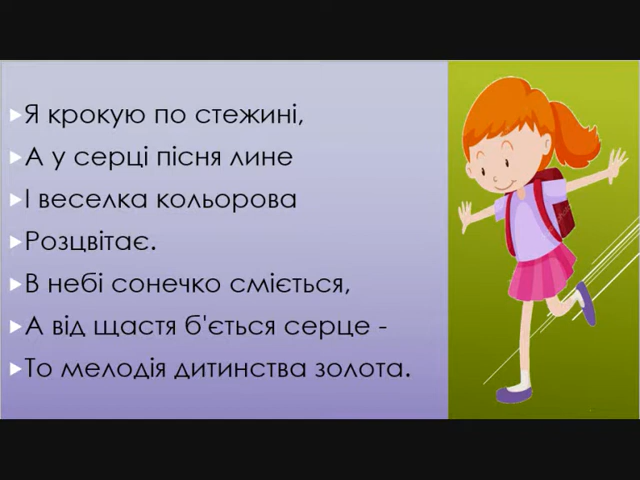 Я крокую по стежині,
А у серці пісня лине
І веселка кольорова
Розцвітає.
В небі сонечко сміється,
А від щастя б'ється серце -
То мелодія дитинства золота.